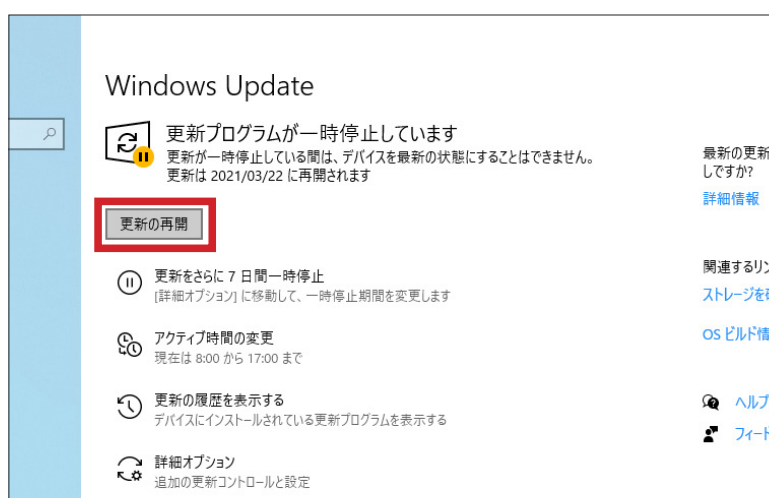 Windows Update
更新プログラムが一時停止しています
更新が一時停止している間は、デバイスを最新の状態にすることはできません。
更新は 2021/03/22 に再開されます
更新の再開
更新をさらに 7 日間一時停止
[詳細オプション] に移動して、一時停止期間を変更します
アクティブ時間の変更
現在は 8:00 から 17:00 まで
更新の履歴を表示する
デバイスにインストールされている更新プログラムを表示する
詳細オプション
追加の更新コントロールと設定
最新の更新
しですか?
詳細情報
関連するリン
ストレージを
OS ビルド情
ヘルプ
フィード